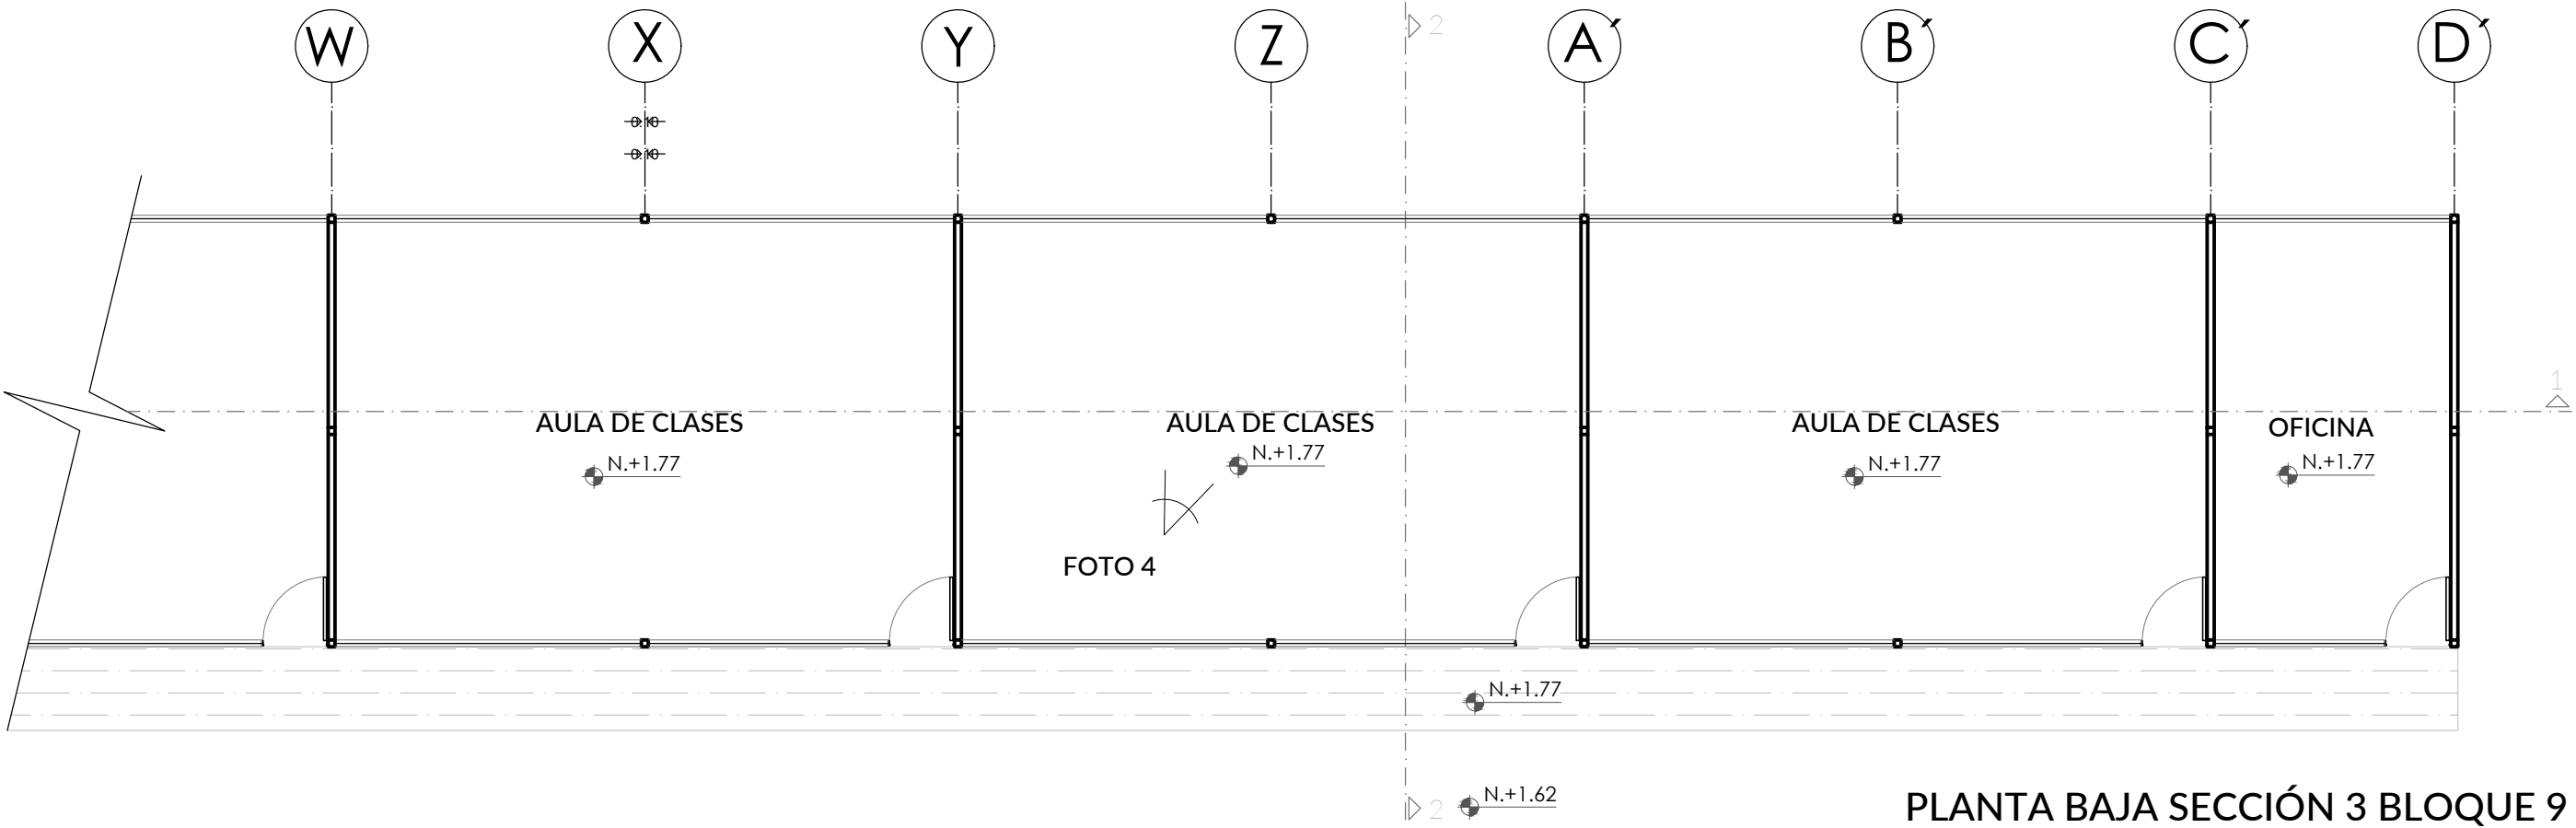 W X Y Z A´ B´ C´ D´
2
0.10
0.10
1
AULA DE CLASES
N.+1.77
AULA DE CLASES
N.+1.77
AULA DE CLASES
N.+1.77
OFICINA
N.+1.77
FOTO 4
N.+1.77
2
N.+1.62
PLANTA BAJA SECCIÓN 3 BLOQUE 9